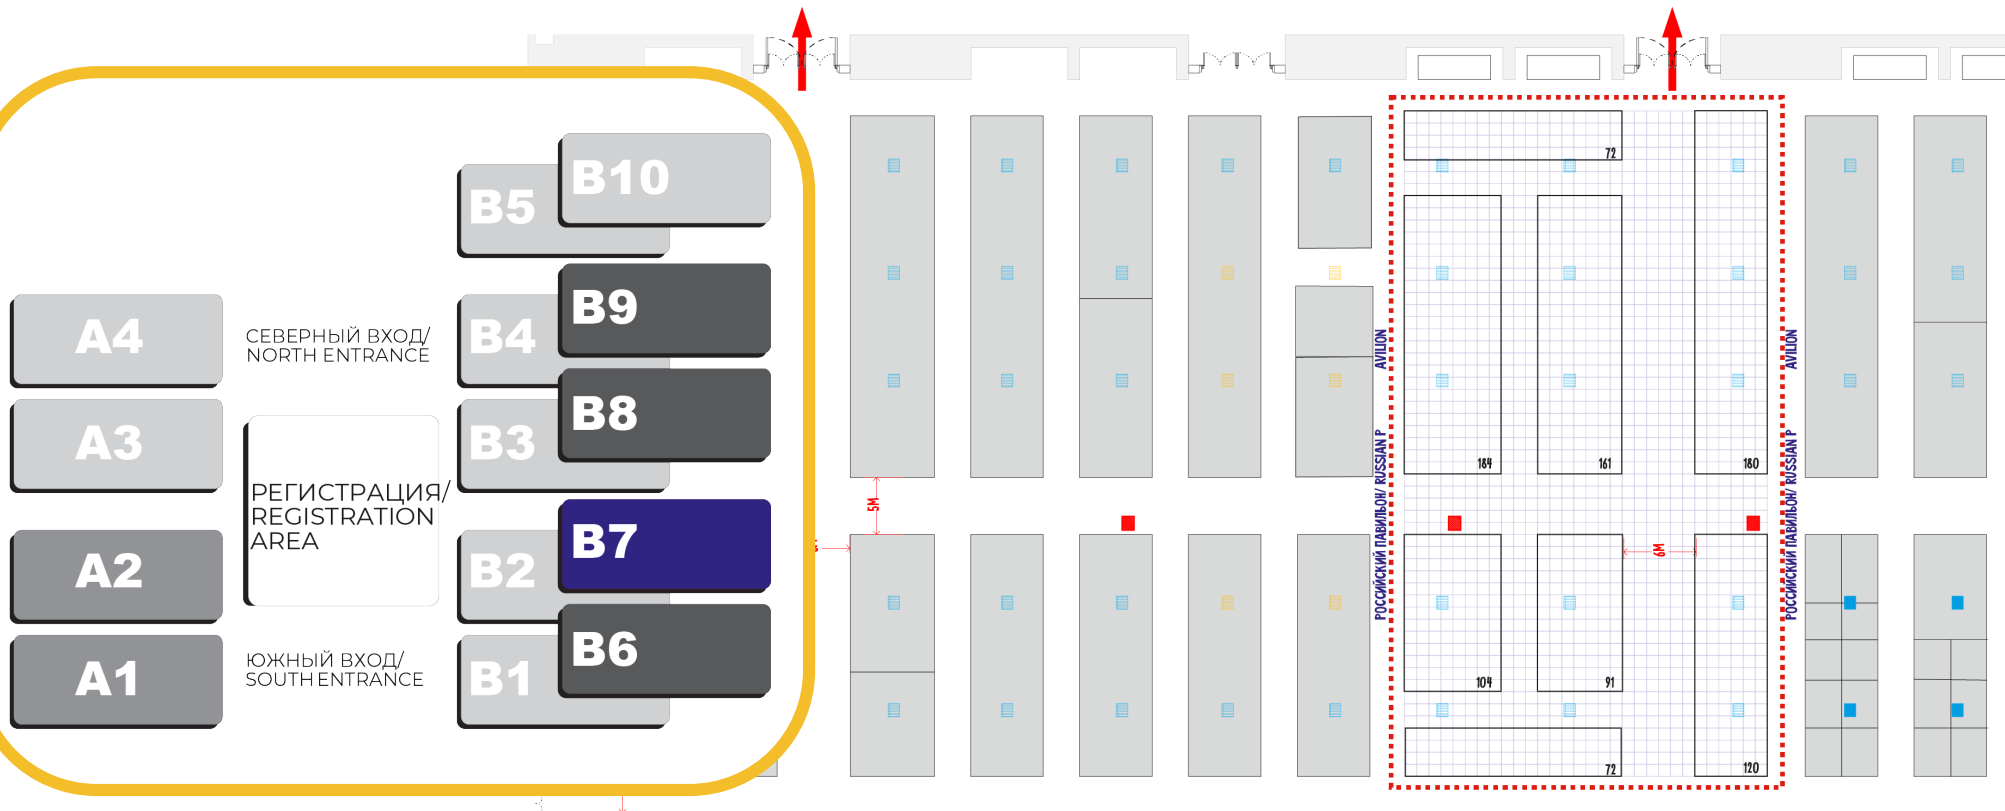 B10
B5
B9
A4
СЕВЕРНЫЙ ВХОД/
NORTH ENTRANCE
B4
B8
A3
B3
РЕГИСТРАЦИЯ/
REGISTRATION
AREA
B7
A2
B2
B6
A1
ЮЖНЫЙ ВХОД/
SOUTH ENTRANCE
B1
5М
РОССИЙСКИЙ ПАВИЛЬОН/ RUSSIAN P AVILION
72
184
161
180
6М
104
91
72
120
РОССИЙСКИЙ ПАВИЛЬОН/ RUSSIAN P AVILION